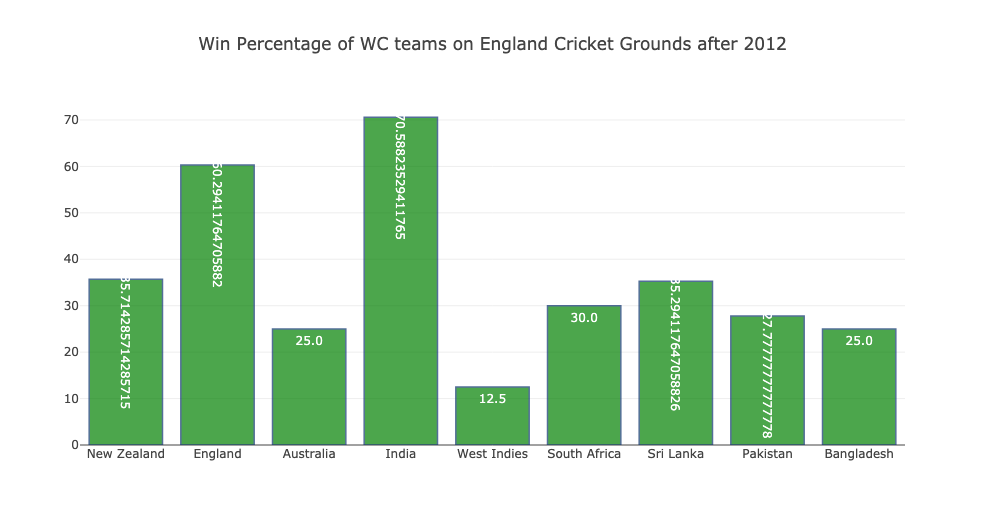 Win Percentage of WC teams on England Cricket Grounds after 2012
70
60
50
40
30
20
10
0
35.714285714285715
60.29411764705882
25.0
70.58823529411765
12.5
30.0
35.294117647058826
27.77777777777778
25.0
New Zealand
England
Australia
India
West Indies
South Africa
Sri Lanka
Pakistan
Bangladesh